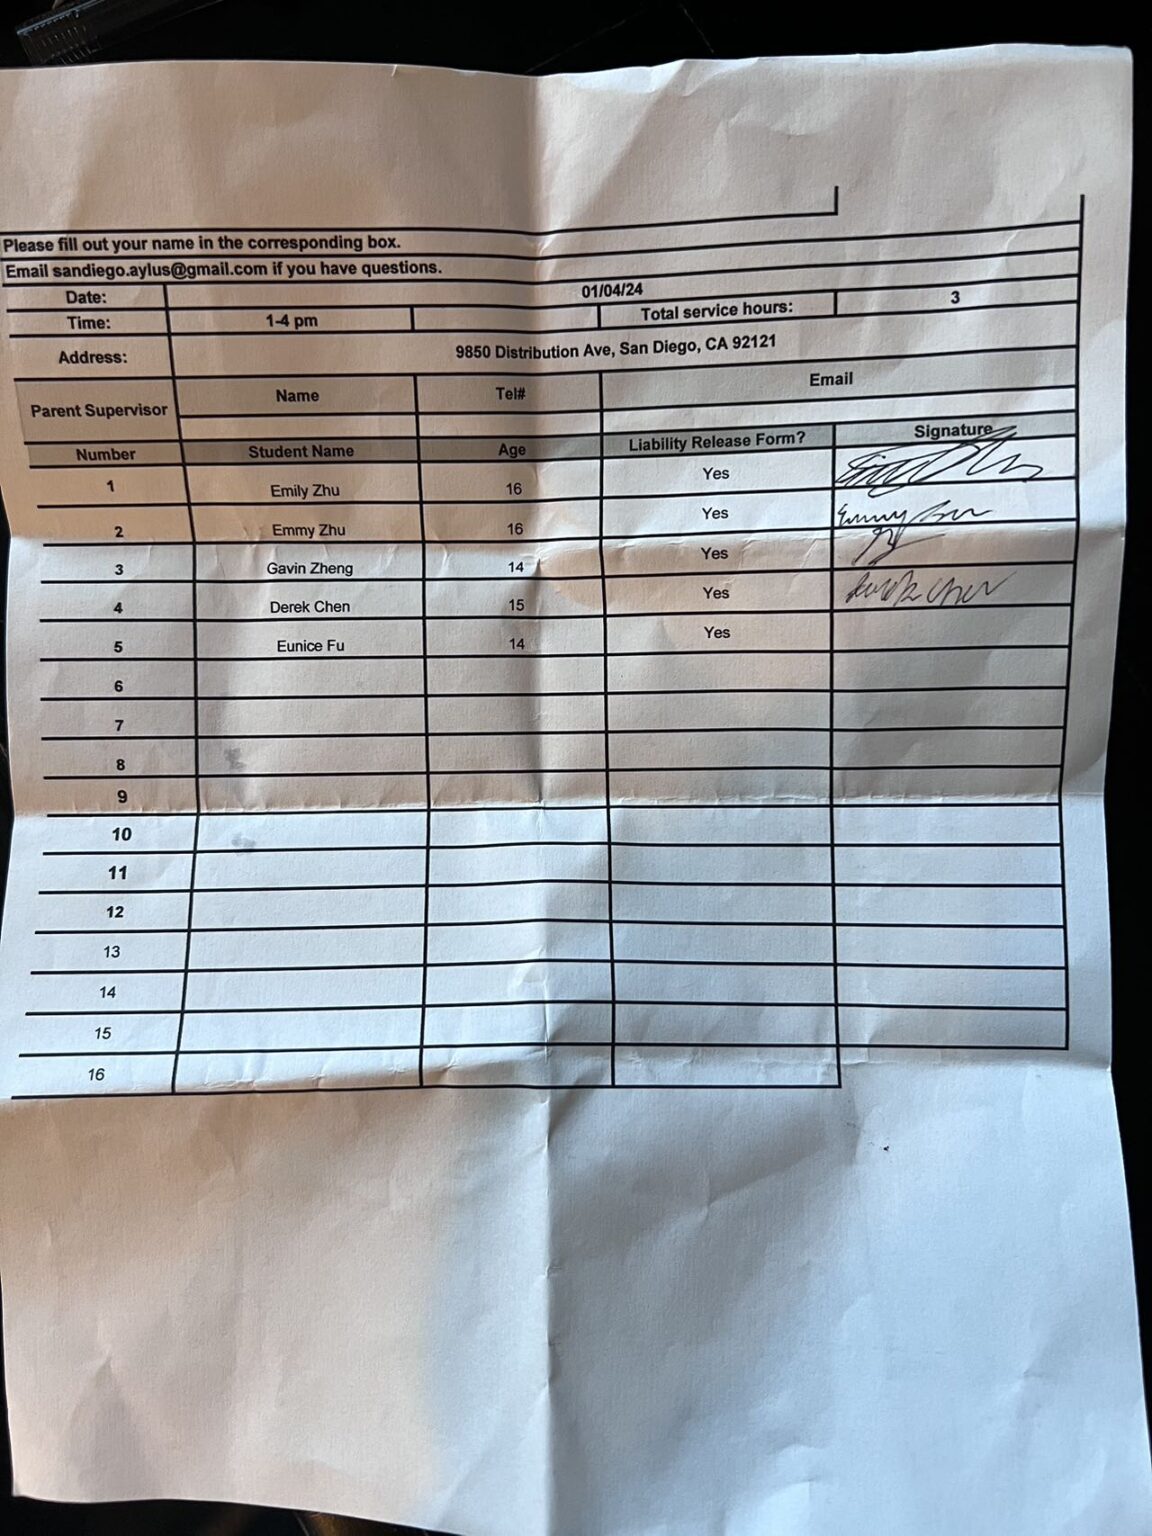 Please fill out your name in the corresponding box.
Email sandiego.aylus@gmail.com if you have questions.
Date: 01/04/24
Time: 1-4 pm Total service hours: 3
Address: 9850 Distribution Ave, San Diego, CA 92121
Parent Supervisor Name Tel# Email
Number Student Name Age Liability Release Form? Signature
1 Emily Zhu 16 Yes
2 Emmy Zhu 16 Yes Emmy
3 Gavin Zheng 14 Yes
4 Derek Chen 15 Yes Derek Chen
5 Eunice Fu 14 Yes
6
7
8
9
10
11
12
13
14
15
16